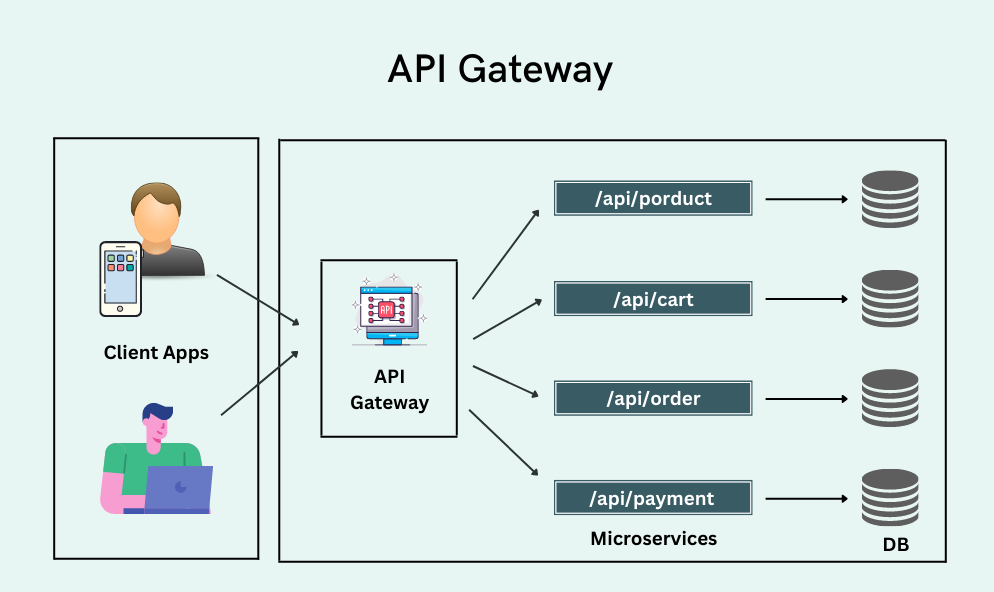 API Gateway
/api/porduct
/api/cart
Client Apps
API
API
Gateway
/api/order
/api/payment
Microservices
DB